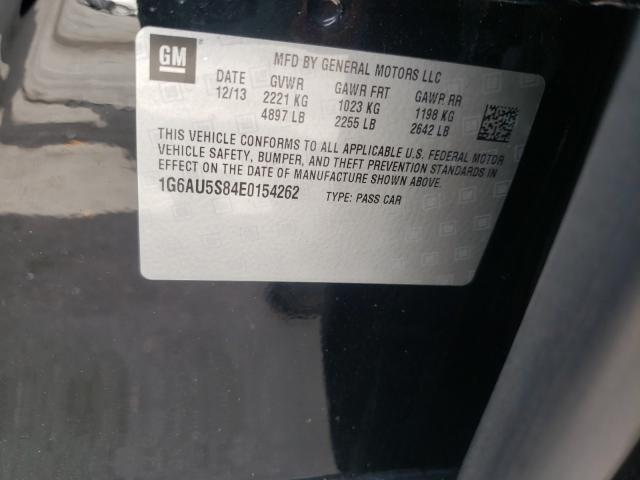 GM
MFD BY GENERAL MOTORS LLC
DATE GVWR GAWR FRT GAWR RR
12/13 2221 KG 1023 KG 1198 KG
4897 LB 2255 LB 2642 LB
THIS VEHICLE CONFORMS TO ALL APPLICABLE U.S. FEDERAL MOTOR
VEHICLE SAFETY, BUMPER, AND THEFT PREVENTION STANDARDS IN
EFFECT ON THE DATE OF MANUFACTURE SHOWN ABOVE.
1G6AU5S84E0154262 TYPE: PASS CAR